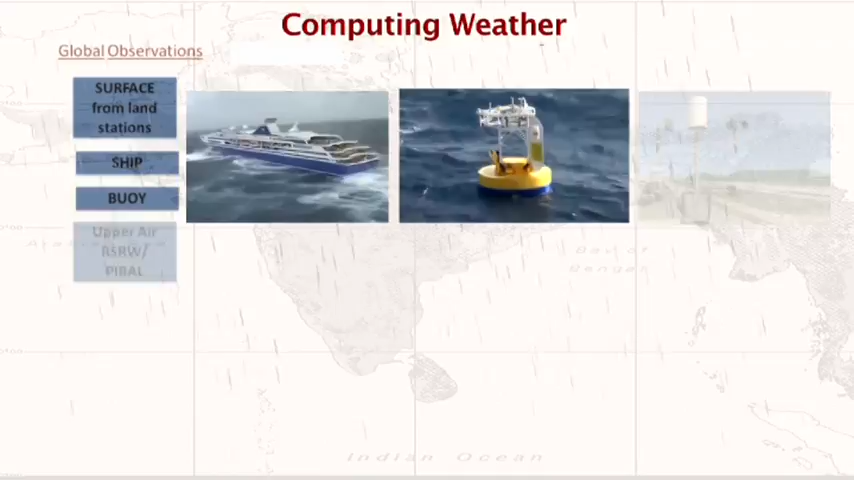 Computing Weather
Global Observations
SURFACE
from land
stations
SHIP
BUOY
Upper Air
RSRW/
PIBAL
Bay of
Bengal
Indian Ocean